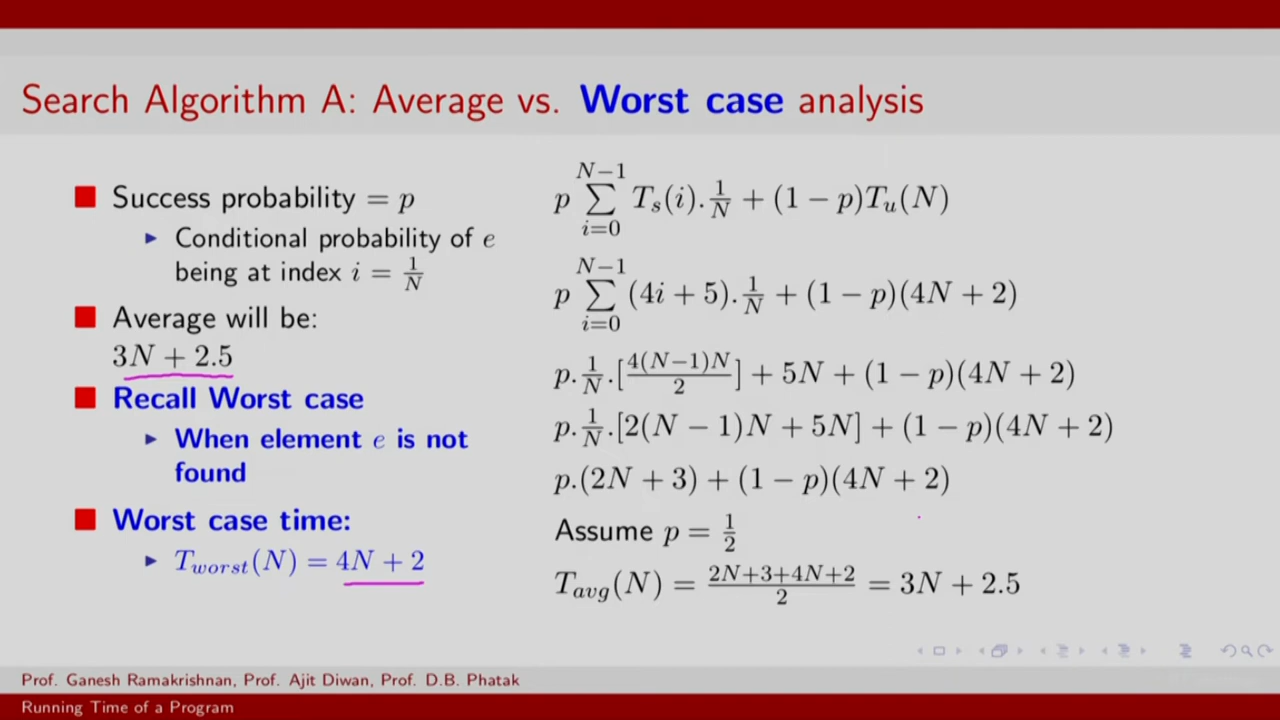 Search Algorithm A: Average vs. Worst case analysis
■ Success probability = p
▶ Conditional probability of e
being at index i = 1/N
■ Average will be:
3N + 2.5
■ Recall Worst case
▶ When element e is not
found
■ Worst case time:
▶ T_worst(N) = 4N + 2
p ∑_{i=0}^{N−1} T_s(i).1/N + (1 − p)T_u(N)
p ∑_{i=0}^{N−1} (4i + 5).1/N + (1 − p)(4N + 2)
p.1/N.[4(N−1)N/2] + 5N + (1 − p)(4N + 2)
p.1/N.[2(N − 1)N + 5N] + (1 − p)(4N + 2)
p.(2N + 3) + (1 − p)(4N + 2)
Assume p = 1/2
T_avg(N) = (2N+3+4N+2)/2 = 3N + 2.5
Prof. Ganesh Ramakrishnan, Prof. Ajit Diwan, Prof. D.B. Phatak
Running Time of a Program